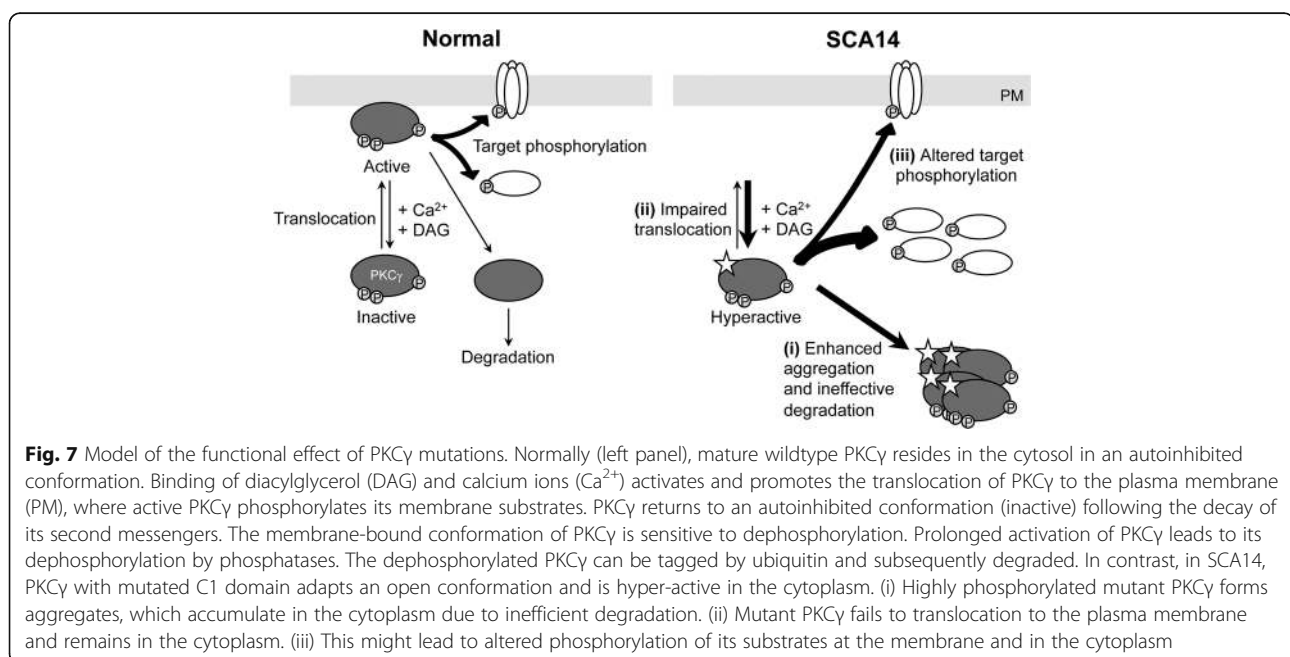 Normal
SCA14
PM
P
P
P
P
P
Active
Target phosphorylation
(iii) Altered target
phosphorylation
P
Translocation
+ Ca²⁺
+ DAG
(ii) Impaired
translocation
+ Ca²⁺
+ DAG
P
P
P
P
PKCγ
P
P
P
Inactive
P
P
P
Hyperactive
Degradation
(i) Enhanced
aggregation
and ineffective
degradation
P
P
P
P
P
P
Fig. 7 Model of the functional effect of PKCγ mutations. Normally (left panel), mature wildtype PKCγ resides in the cytosol in an autoinhibited
conformation. Binding of diacylglycerol (DAG) and calcium ions (Ca²⁺) activates and promotes the translocation of PKCγ to the plasma membrane
(PM), where active PKCγ phosphorylates its membrane substrates. PKCγ returns to an autoinhibited conformation (inactive) following the decay of
its second messengers. The membrane-bound conformation of PKCγ is sensitive to dephosphorylation. Prolonged activation of PKCγ leads to its
dephosphorylation by phosphatases. The dephosphorylated PKCγ can be tagged by ubiquitin and subsequently degraded. In contrast, in SCA14,
PKCγ with mutated C1 domain adapts an open conformation and is hyper-active in the cytoplasm. (i) Highly phosphorylated mutant PKCγ forms
aggregates, which accumulate in the cytoplasm due to inefficient degradation. (ii) Mutant PKCγ fails to translocation to the plasma membrane
and remains in the cytoplasm. (iii) This might lead to altered phosphorylation of its substrates at the membrane and in the cytoplasm